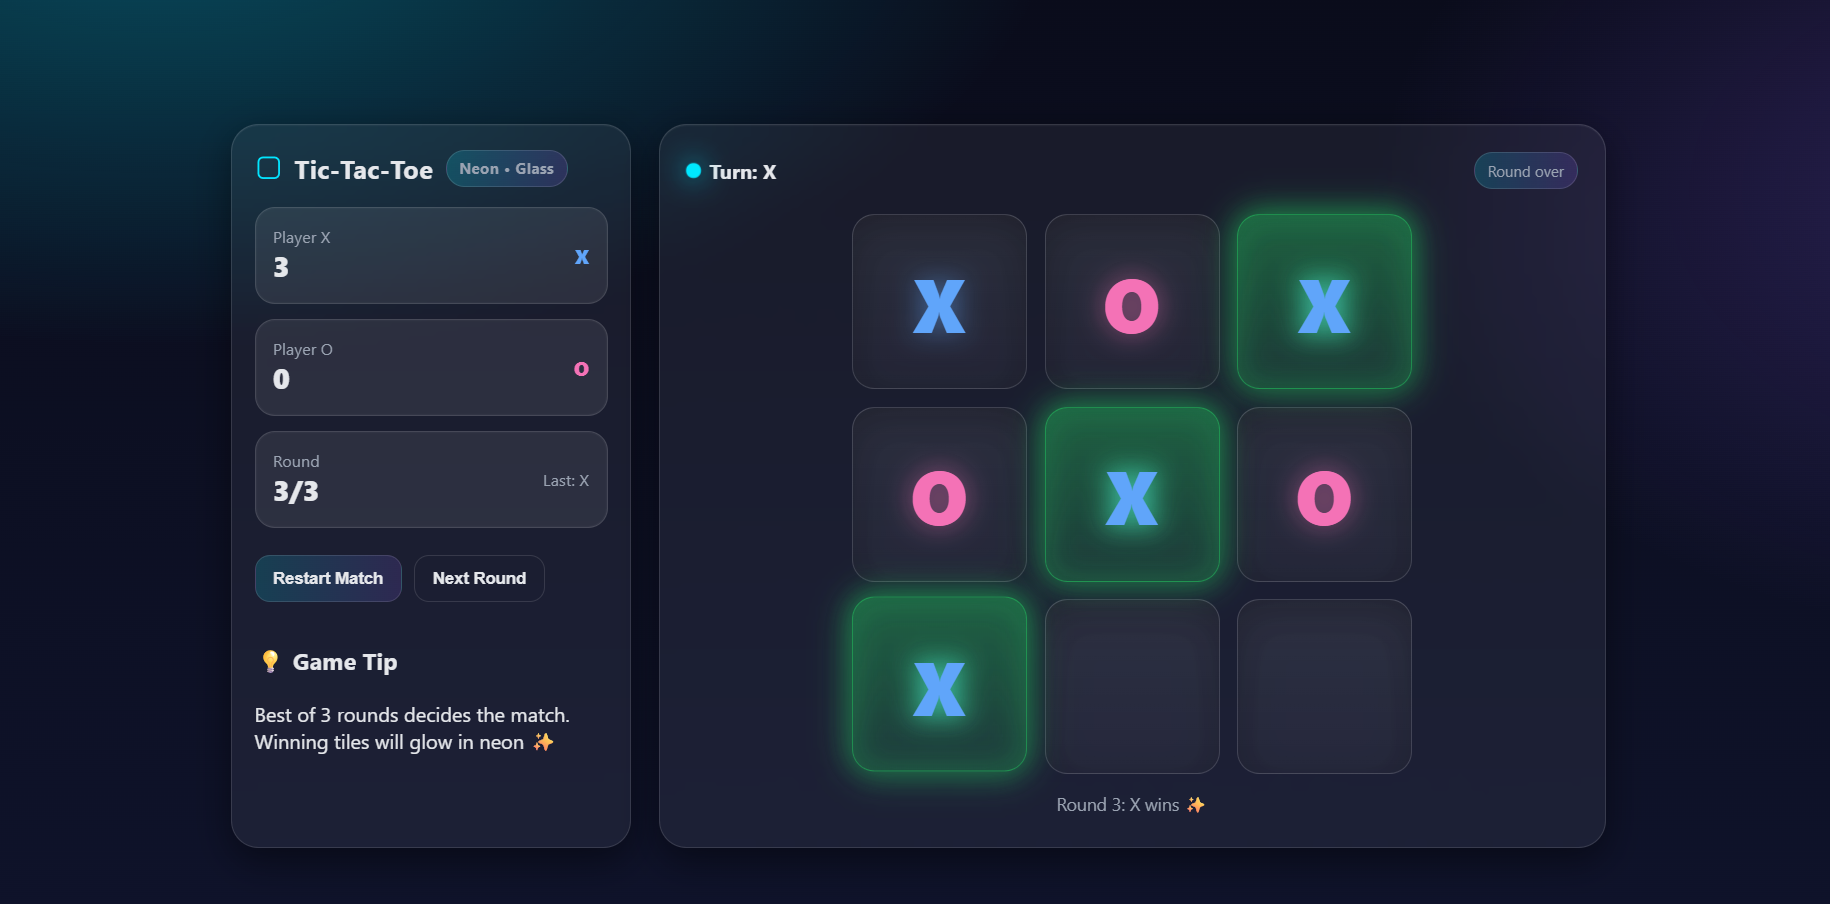 Tic-Tac-Toe
Neon • Glass
Player X
3
X
Player O
0
O
Round
3/3
Last: X
Restart Match
Next Round
💡 Game Tip
Best of 3 rounds decides the match.
Winning tiles will glow in neon ✨
Turn: X
Round over
X O X
O X O
X
Round 3: X wins ✨